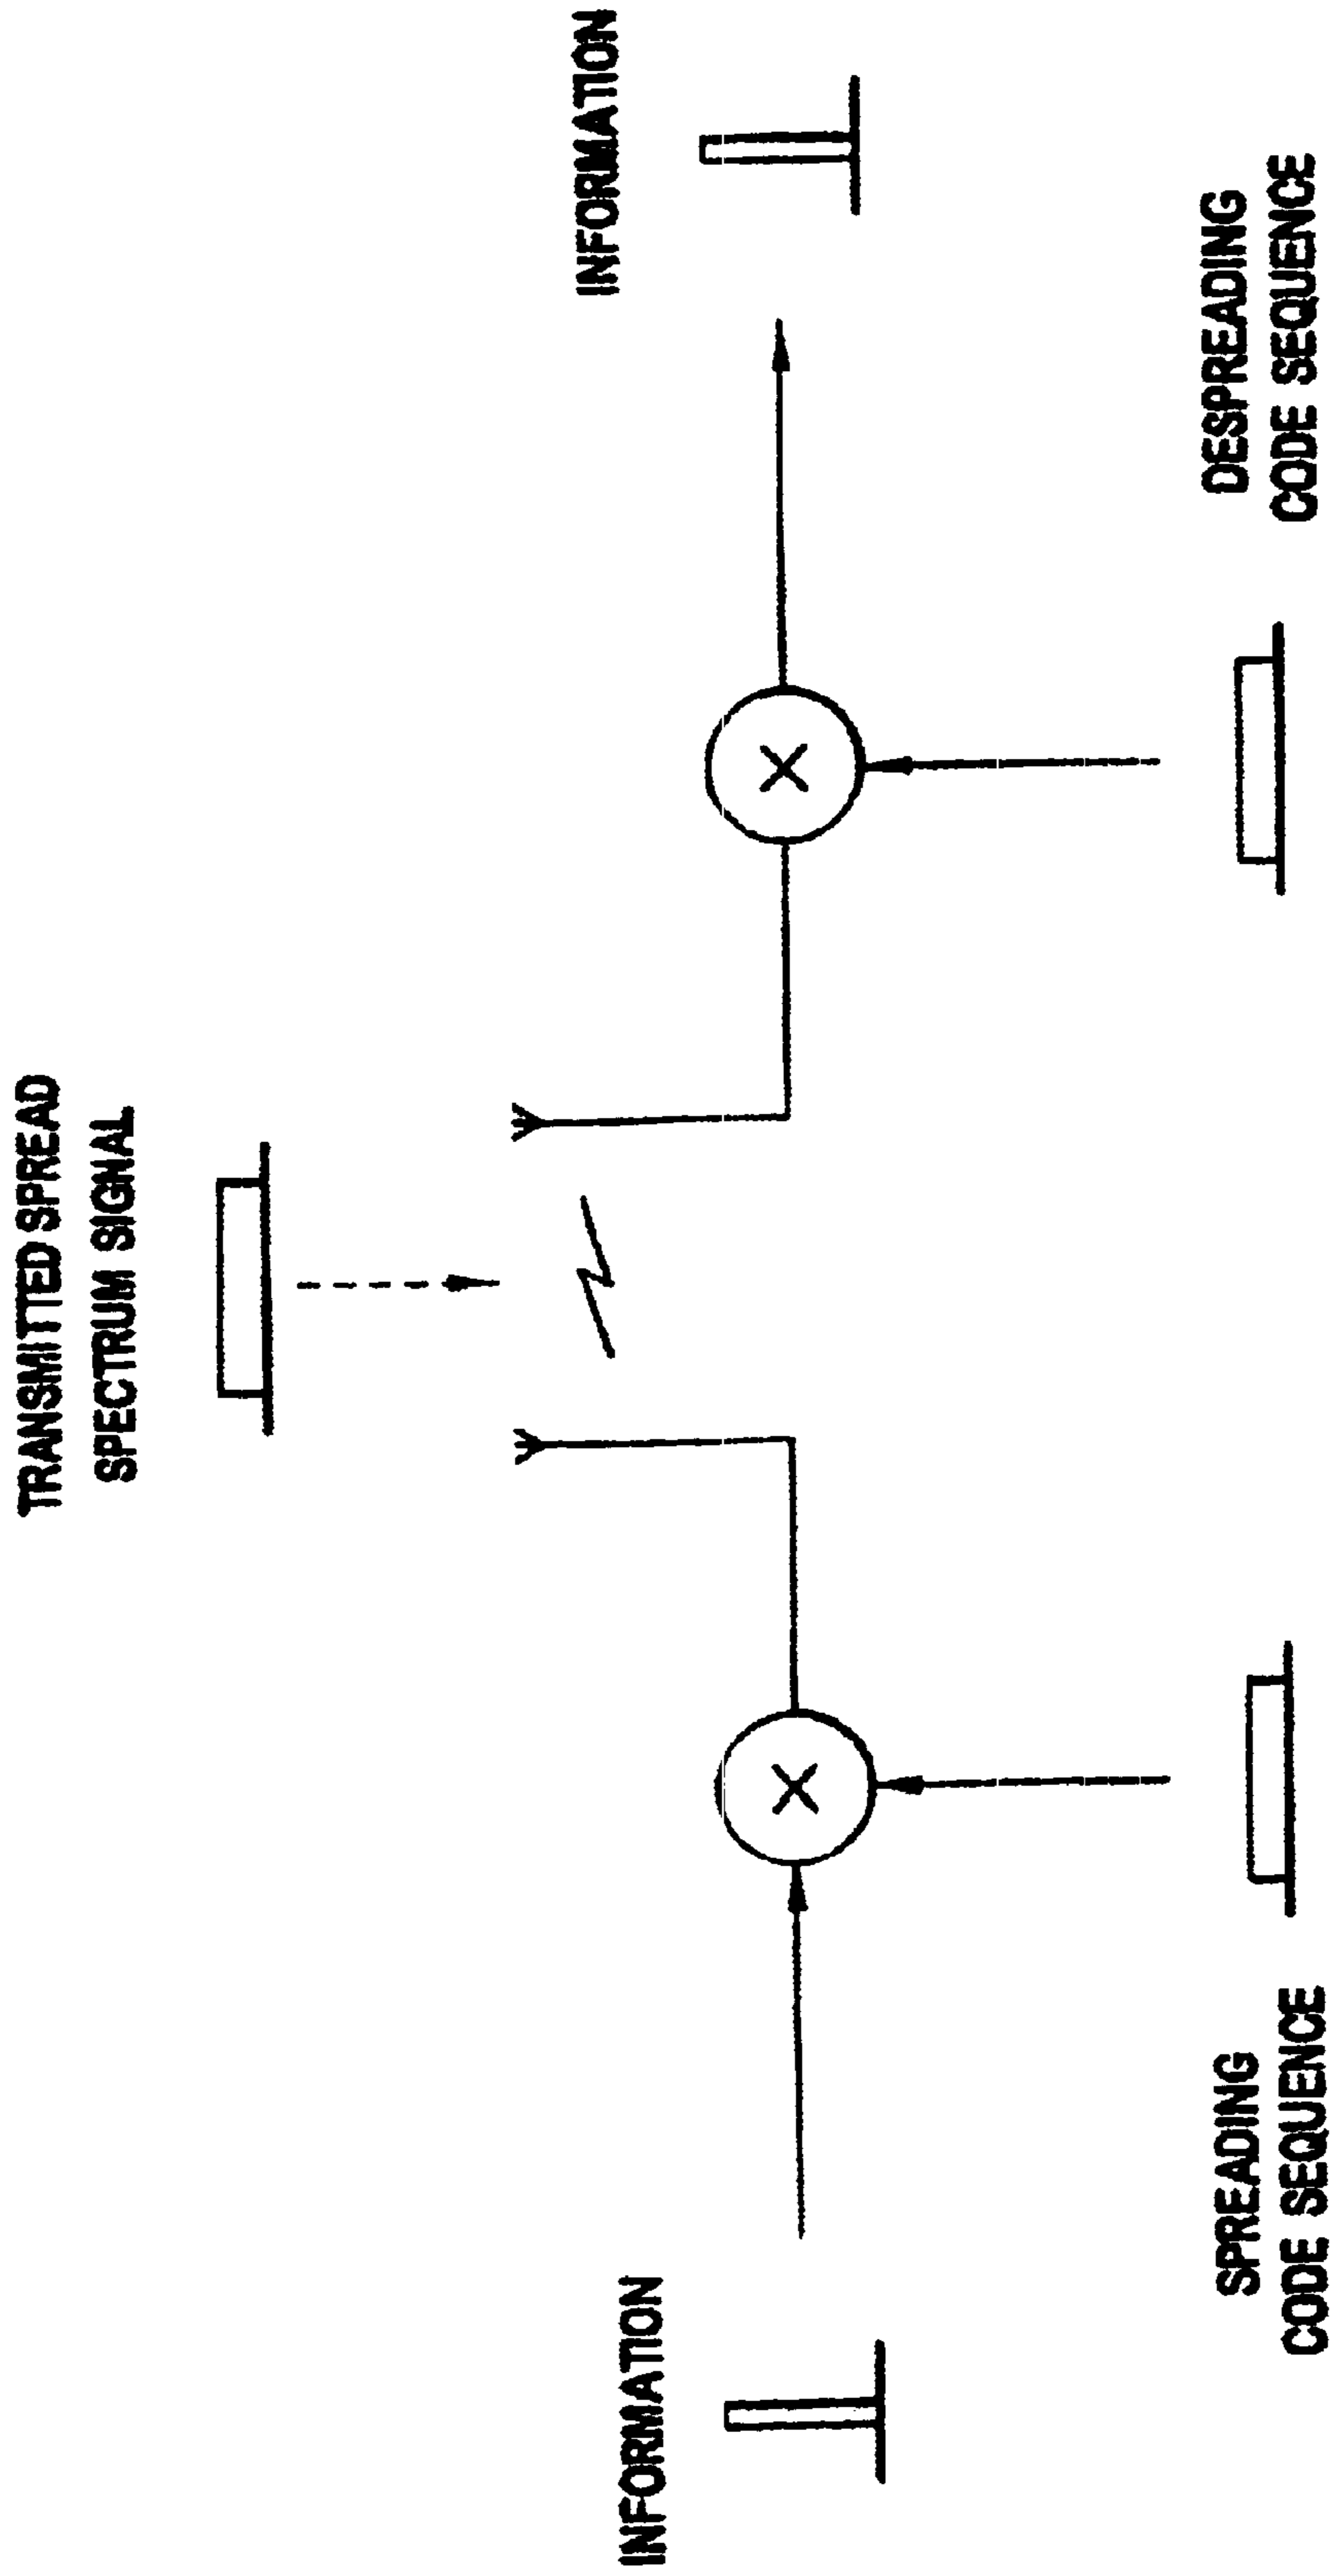 TRANSMITTED SPREAD
SPECTRUM SIGNAL
INFORMATION
INFORMATION
SPREADING
CODE SEQUENCE
DESPREADING
CODE SEQUENCE